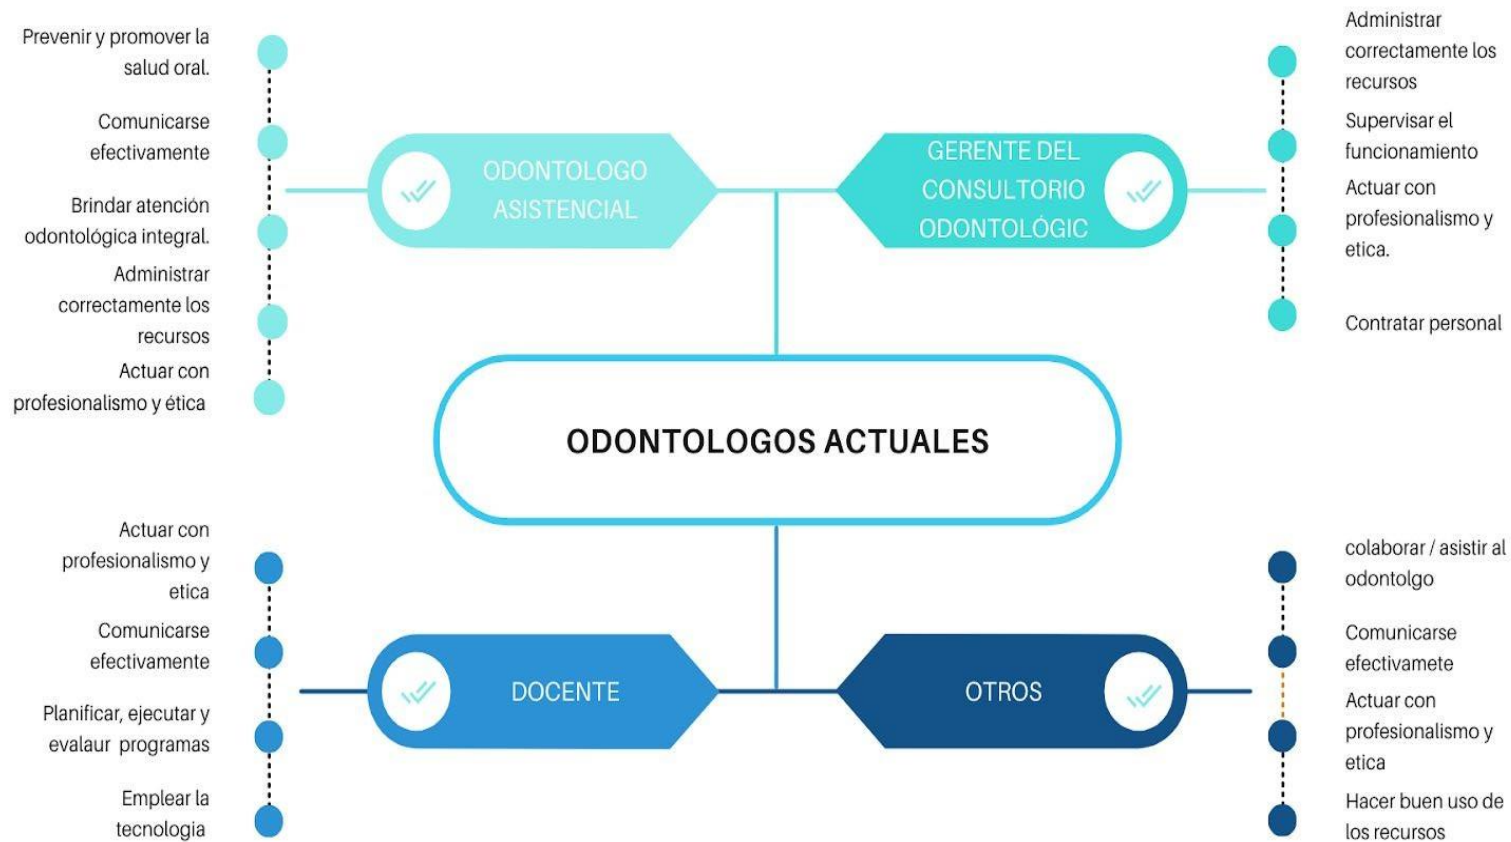 Prevenir y promover la
salud oral.
Comunicarse
efectivamente
Brindar atención
odontológica integral.
Administrar
correctamente los
recursos
Actuar con
profesionalismo y ética
ODONTOLOGO
ASISTENCIAL
GERENTE DEL
CONSULTORIO
ODONTOLÓGIC
Administrar
correctamente los
recursos
Supervisar el
funcionamiento
Actuar con
profesionalismo y
etica.
Contratar personal
ODONTOLOGOS ACTUALES
Actuar con
profesionalismo y
etica
Comunicarse
efectivamente
Planificar, ejecutar y
evalaur programas
Emplear la
tecnologia
DOCENTE
OTROS
colaborar / asistir al
odontolgo
Comunicarse
efectivamete
Actuar con
profesionalismo y
etica
Hacer buen uso de
los recursos